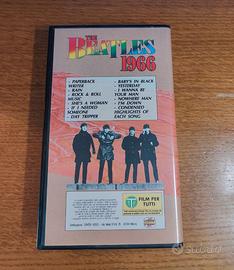 THE
BEATLES
1966
- PAPERBACK
WRITER
- RAIN
- ROCK & ROLL
MUSIC
- SHE'S A WOMAN
- IF I NEEDED
SOMEONE
- DAY TRIPPER
- BABY'S IN BLACK
- YESTERDAY
- I WANNA BE
YOUR MAN
- NOWHERE MAN
- I'M DOWN
- CONDENSED
HIGHLIGHTS OF
EACH SONG
T
FILM PER
TUTTI